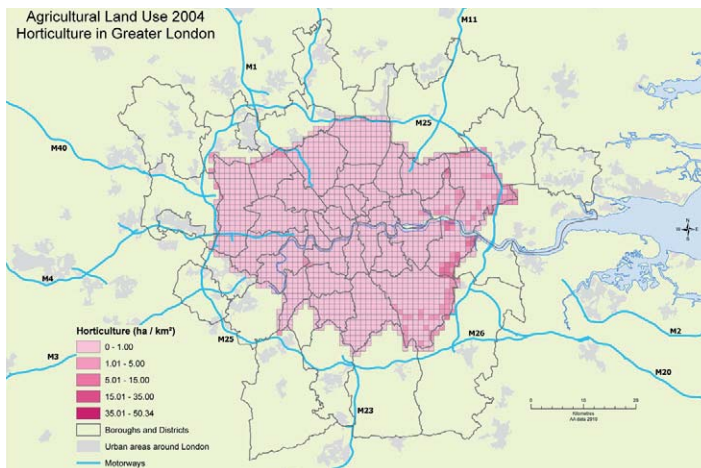 Agricultural Land Use 2004
Horticulture in Greater London
M11
M1
M25
M40
M4
M3
M25
M26
M2
M20
M23
N
W E
S
Horticulture (ha / km²)
0 - 1.00
1.01 - 5.00
5.01 - 15.00
15.01 - 35.00
35.01 - 50.34
Boroughs and Districts
Urban areas around London
Motorways
Kilometres